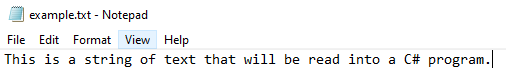 example.txt - Notepad
File Edit Format View Help
This is a string of text that will be read into a C# program.